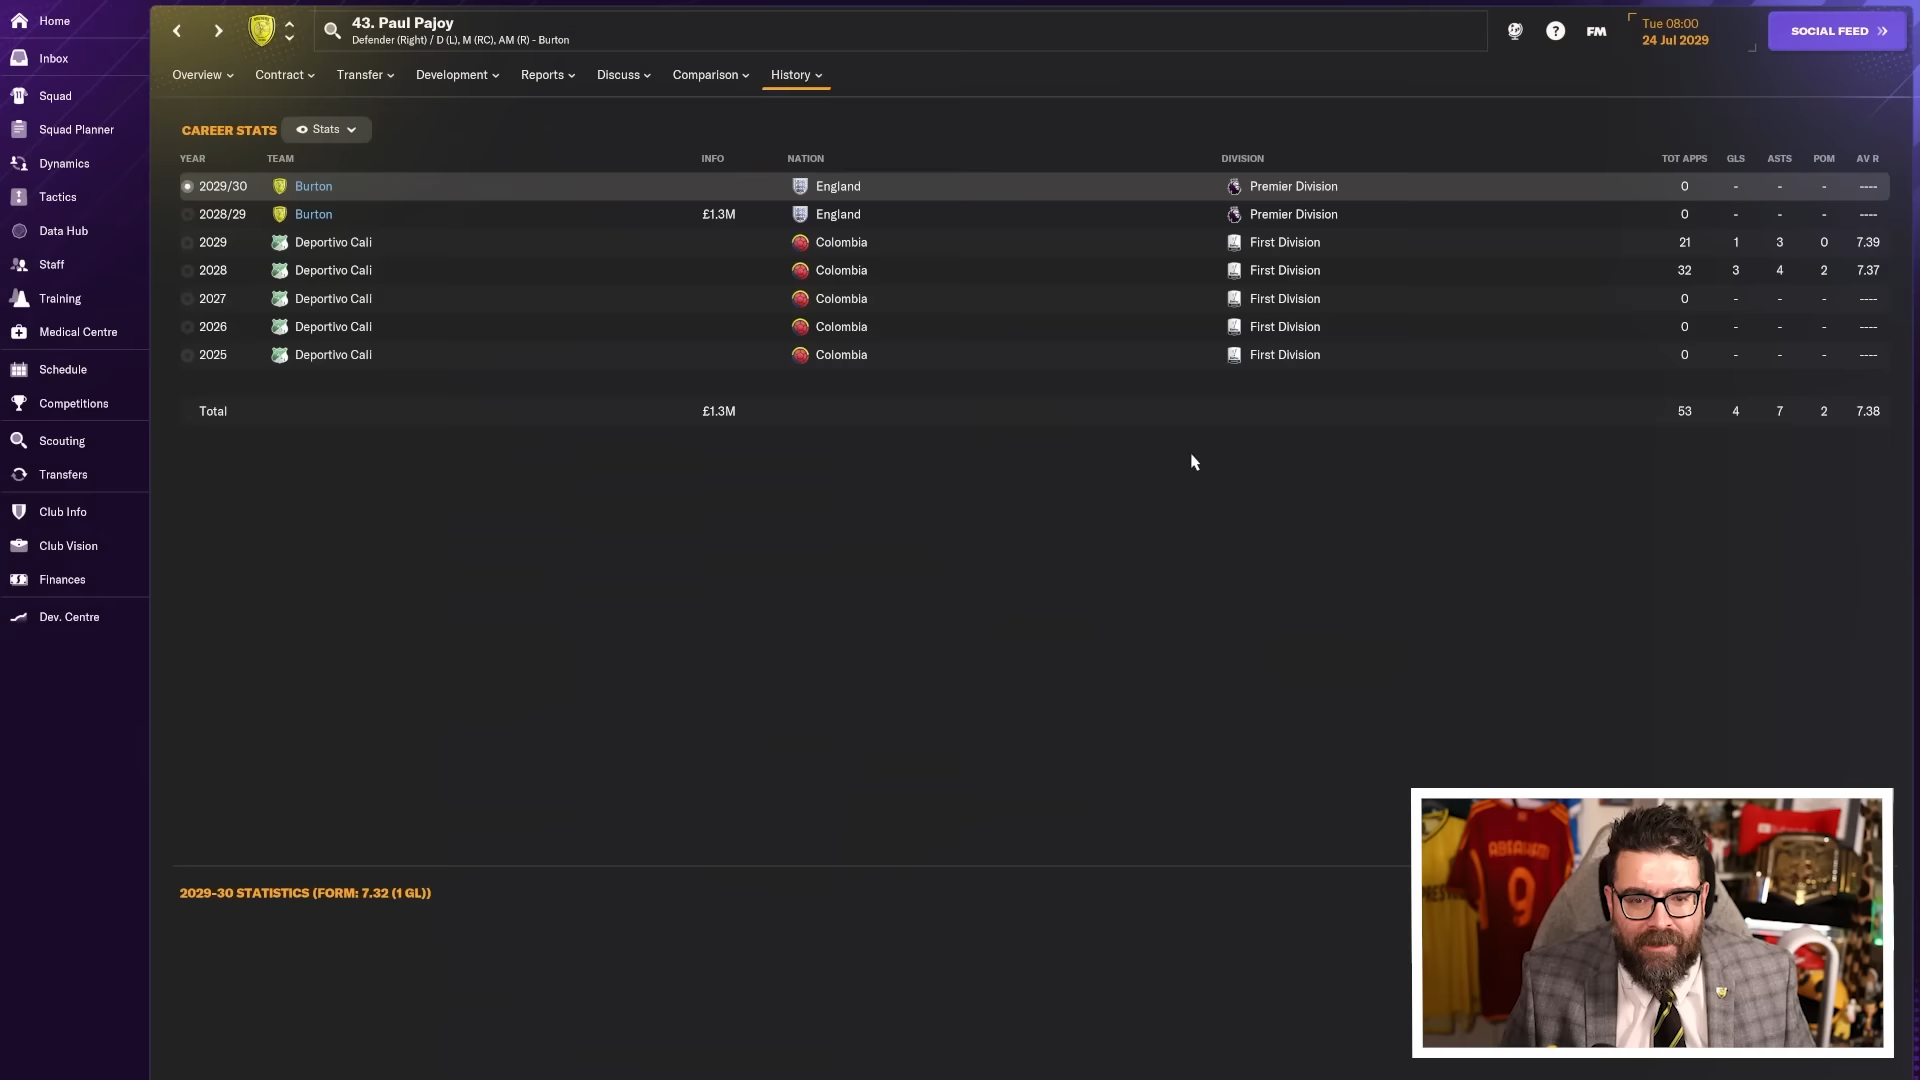 Home
Inbox
Squad
Squad Planner
Dynamics
Tactics
Data Hub
Staff
Training
Medical Centre
Schedule
Competitions
Scouting
Transfers
Club Info
Club Vision
Finances
Dev. Centre
43. Paul Pajoy
Defender (Right) / D (L), M (RC), AM (R) - Burton
?
FM
Tue 08:00
24 Jul 2029
SOCIAL FEED
Overview Contract Transfer Development Reports Discuss Comparison History
CAREER STATS Stats
YEAR TEAM INFO NATION DIVISION TOT APPS GLS ASTS POM AV R
2029/30 Burton England Premier Division 0 - - - ----
2028/29 Burton £1.3M England Premier Division 0 - - - ----
2029 Deportivo Cali Colombia First Division 21 1 3 0 7.39
2028 Deportivo Cali Colombia First Division 32 3 4 2 7.37
2027 Deportivo Cali Colombia First Division 0 - - - ----
2026 Deportivo Cali Colombia First Division 0 - - - ----
2025 Deportivo Cali Colombia First Division 0 - - - ----
Total £1.3M 53 4 7 2 7.38
2029-30 STATISTICS (FORM: 7.32 (1 GL))
ABRAHAM
9